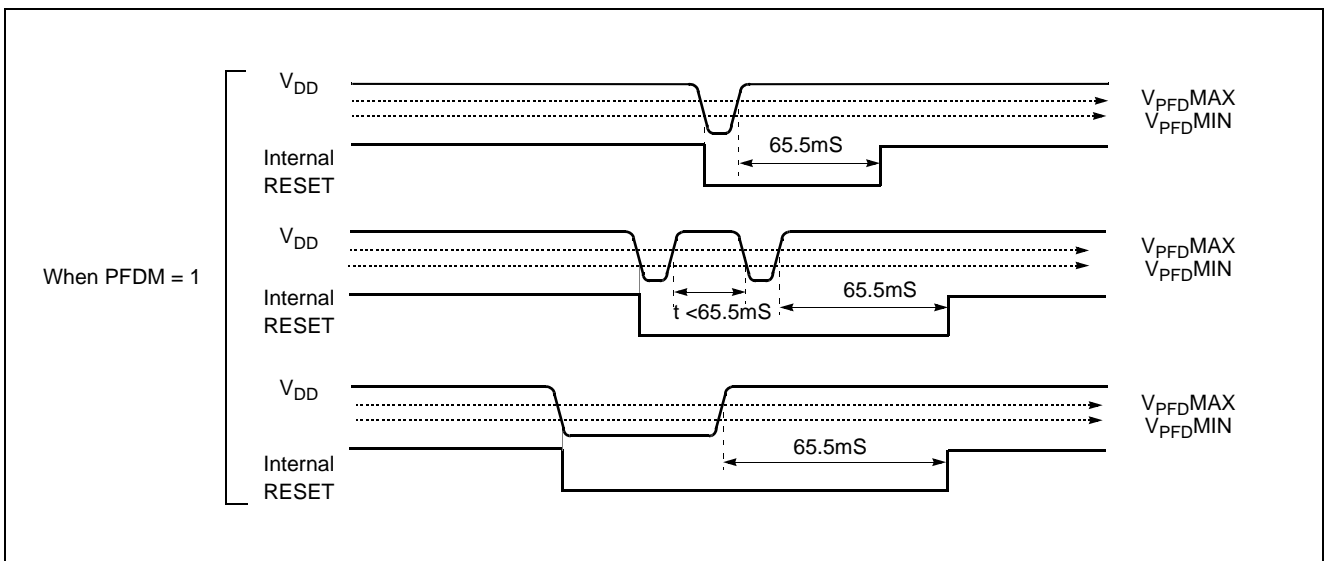 When PFDM = 1
VDD
VPFDMAX
VPFDMIN
65.5mS
Internal
RESET
VDD
VPFDMAX
VPFDMIN
65.5mS
t <65.5mS
Internal
RESET
VDD
VPFDMAX
VPFDMIN
65.5mS
Internal
RESET